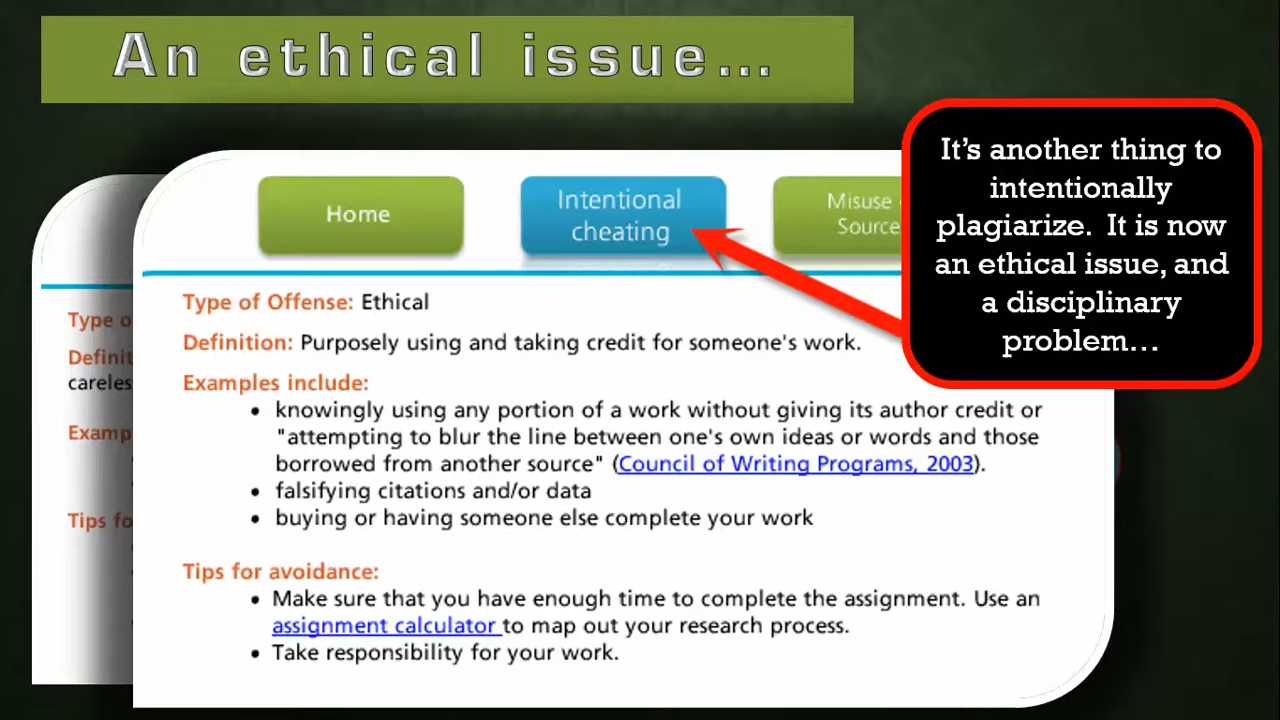 An ethical issue...
It's another thing to
intentionally
plagiarize. It is now
an ethical issue, and
a disciplinary
problem...
Home
Intentional
cheating
Misuse
Type of Offense: Ethical
Definition: Purposely using and taking credit for someone's work.
Examples include:
• knowingly using any portion of a work without giving its author credit or
"attempting to blur the line between one's own ideas or words and those
borrowed from another source" (Council of Writing Programs, 2003).
• falsifying citations and/or data
• buying or having someone else complete your work
Tips for avoidance:
• Make sure that you have enough time to complete the assignment. Use an
assignment calculator to map out your research process.
• Take responsibility for your work.
Type
Tips